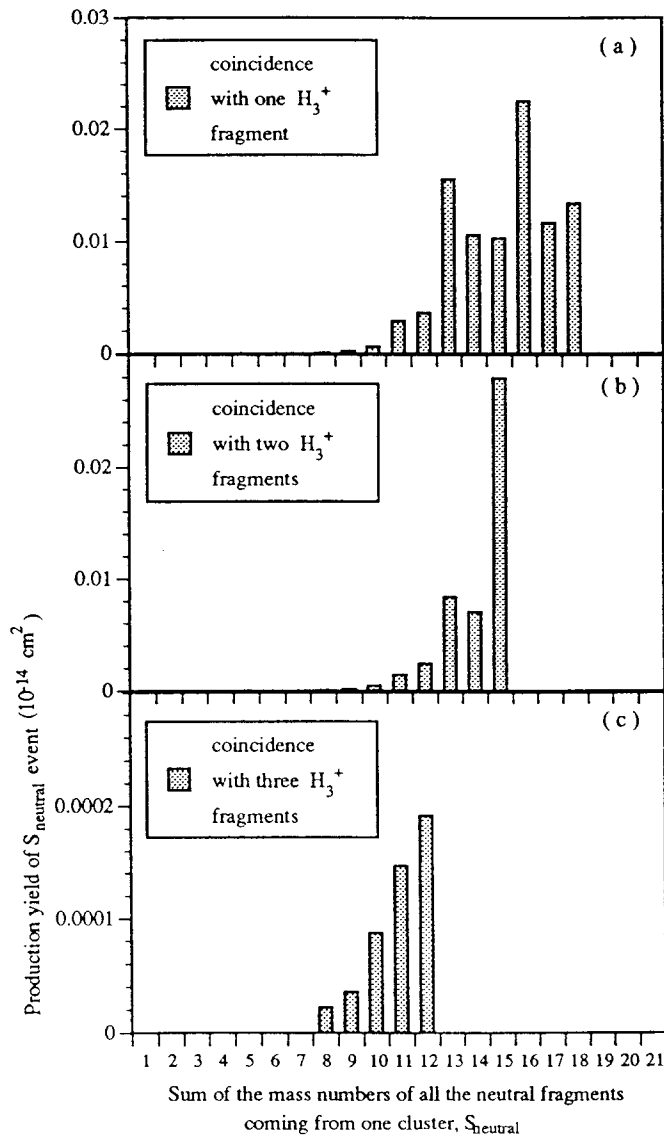 0.03
(a)
coincidence
with one H₃⁺
fragment
0.02
0.01
0
(b)
coincidence
with two H₃⁺
fragments
0.02
0.01
0
(c)
coincidence
with three H₃⁺
fragments
0.0002
0.0001
0
Production yield of Sneutral event (10⁻¹⁴ cm²)
1 2 3 4 5 6 7 8 9 10 11 12 13 14 15 16 17 18 19 20 21
Sum of the mass numbers of all the neutral fragments
coming from one cluster, Sneutral